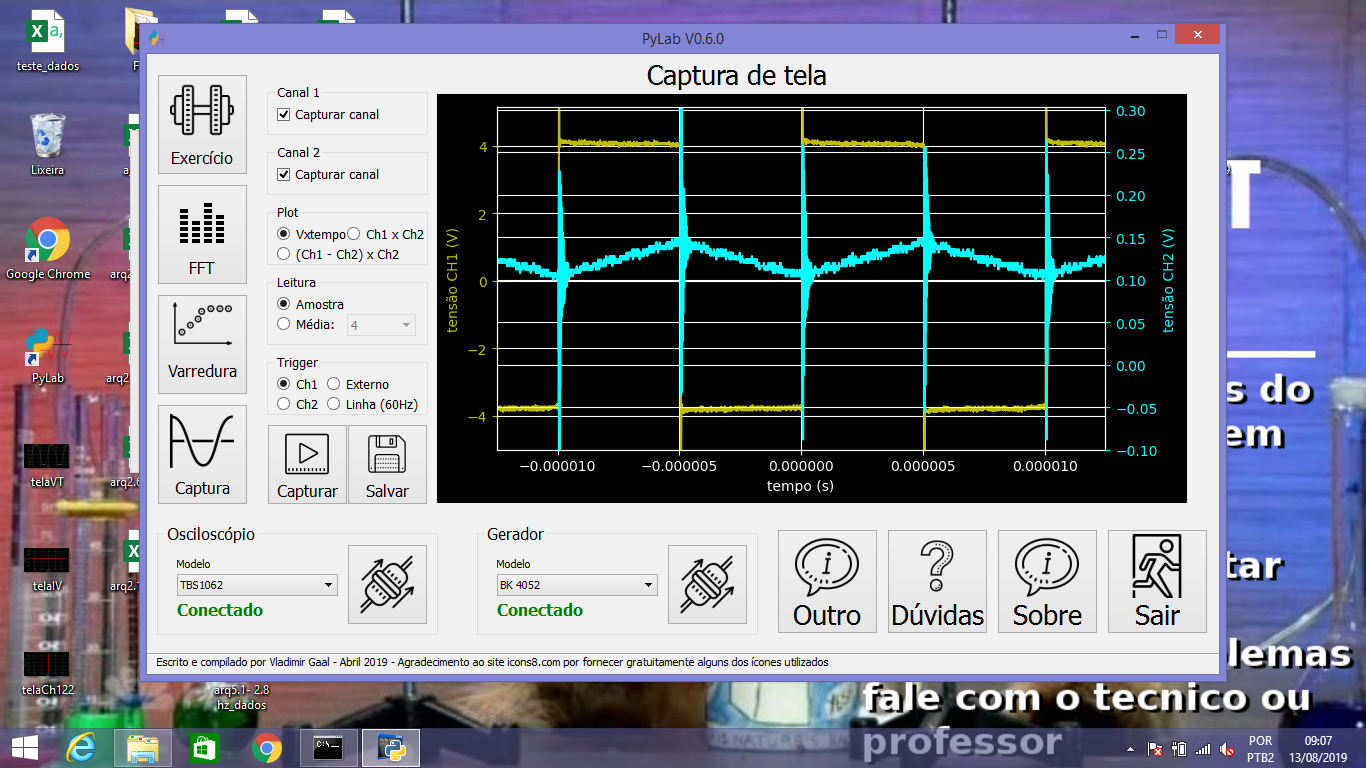 teste_dados
Lixeira
Google Chrome
PyLab
telaVT
telaIV
telaCh122
arq5.1- 2.8
hz_dados
PyLab V0.6.0
Captura de tela
Exercício
FFT
Varredura
Captura
Canal 1
Capturar canal
Canal 2
Capturar canal
Plot
Vxtempo Ch1 x Ch2
(Ch1 - Ch2) x Ch2
Leitura
Amostra
Média: 4
Trigger
Ch1 Externo
Ch2 Linha (60Hz)
Capturar Salvar
tensão CH1 (V)
4
2
0
−2
−4
0.30
0.25
0.20
0.15
0.10
0.05
0.00
−0.05
−0.10
tensão CH2 (V)
−0.000010 −0.000005 0.000000 0.000005 0.000010
tempo (s)
Osciloscópio
Modelo
TBS1062
Conectado
Gerador
Modelo
BK 4052
Conectado
Outro Dúvidas Sobre Sair
Escrito e compilado por Vladimir Gaal - Abril 2019 - Agradecimento ao site icons8.com por fornecer gratuitamente alguns dos ícones utilizados
T
s do
em
tar
lemas
fale com o tecnico ou
professor
POR
PTB2
09:07
13/08/2019